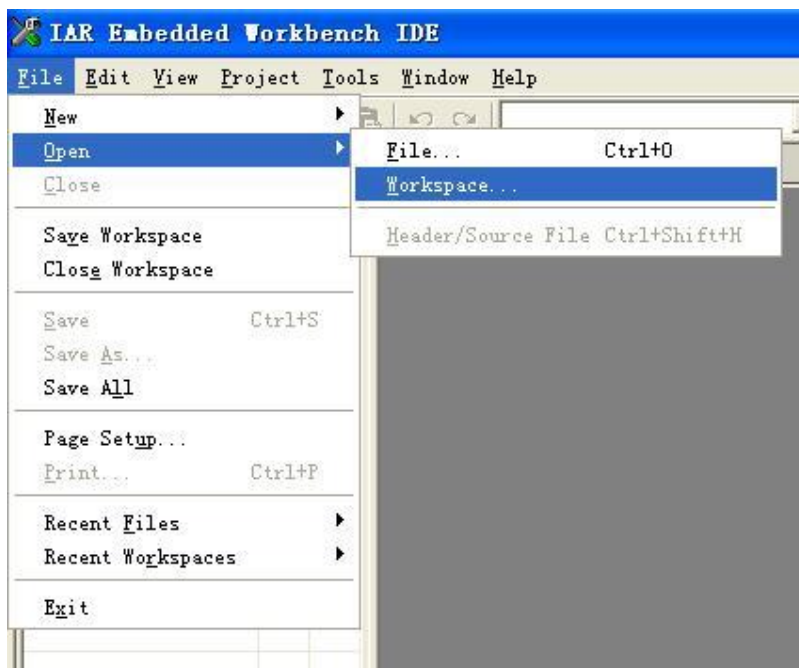 IAR Embedded Workbench IDE
File Edit View Project Tools Window Help
New
Open
File... Ctrl+O
Close
Workspace...
Save Workspace
Header/Source File Ctrl+Shift+H
Close Workspace
Save Ctrl+S
Save As...
Save All
Page Setup...
Print... Ctrl+P
Recent Files
Recent Workspaces
Exit